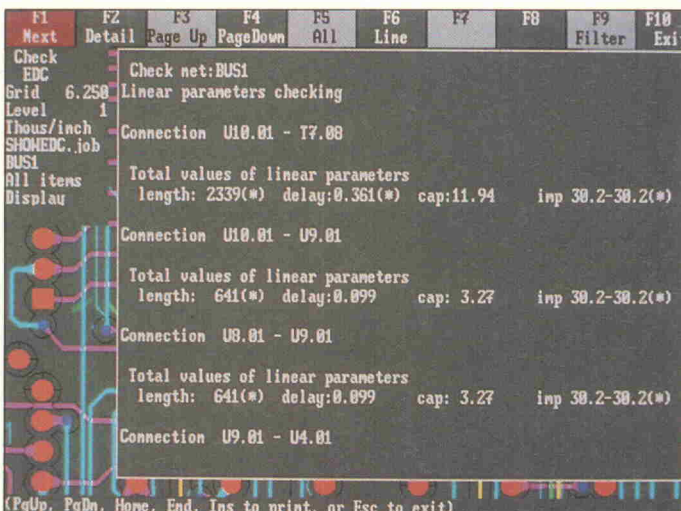 F1 F2 F3 F4 F5 F6 F7 F8 F9 F10
Next Detail Page Up PageDown All Line Filter Exi
Check
EDC
Grid 6.250
Level 1
Thous/inch
SHOWEDC.job
BUS1
All items
Display
Check net:BUS1
Linear parameters checking
Connection U10.01 - T7.08
Total values of linear parameters
length: 2339(*) delay:0.361(*) cap:11.94 imp 30.2-30.2(*)
Connection U10.01 - U9.01
Total values of linear parameters
length: 641(*) delay:0.099 cap: 3.27 imp 30.2-30.2(*)
Connection U8.01 - U9.01
Total values of linear parameters
length: 641(*) delay:0.099 cap: 3.27 imp 30.2-30.2(*)
Connection U9.01 - U4.01
(PgUp, PgDn, Home, End, Ins to print, or Esc to exit)